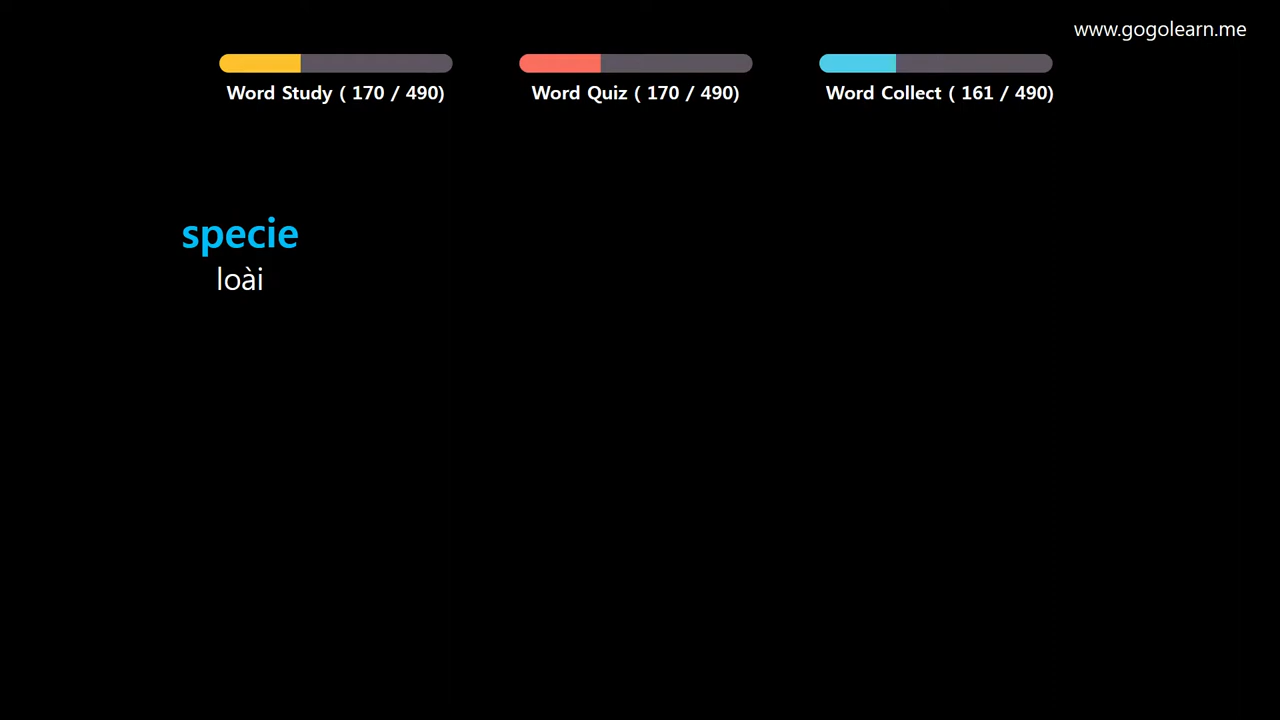 www.gogolearn.me
Word Study ( 170 / 490)
Word Quiz ( 170 / 490)
Word Collect ( 161 / 490)
specie
loài